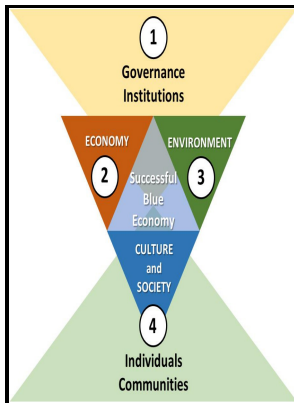 1
Governance
Institutions
ECONOMY
ENVIRONMENT
2
3
Successful
Blue
Economy
CULTURE
and
SOCIETY
4
Individuals
Communities